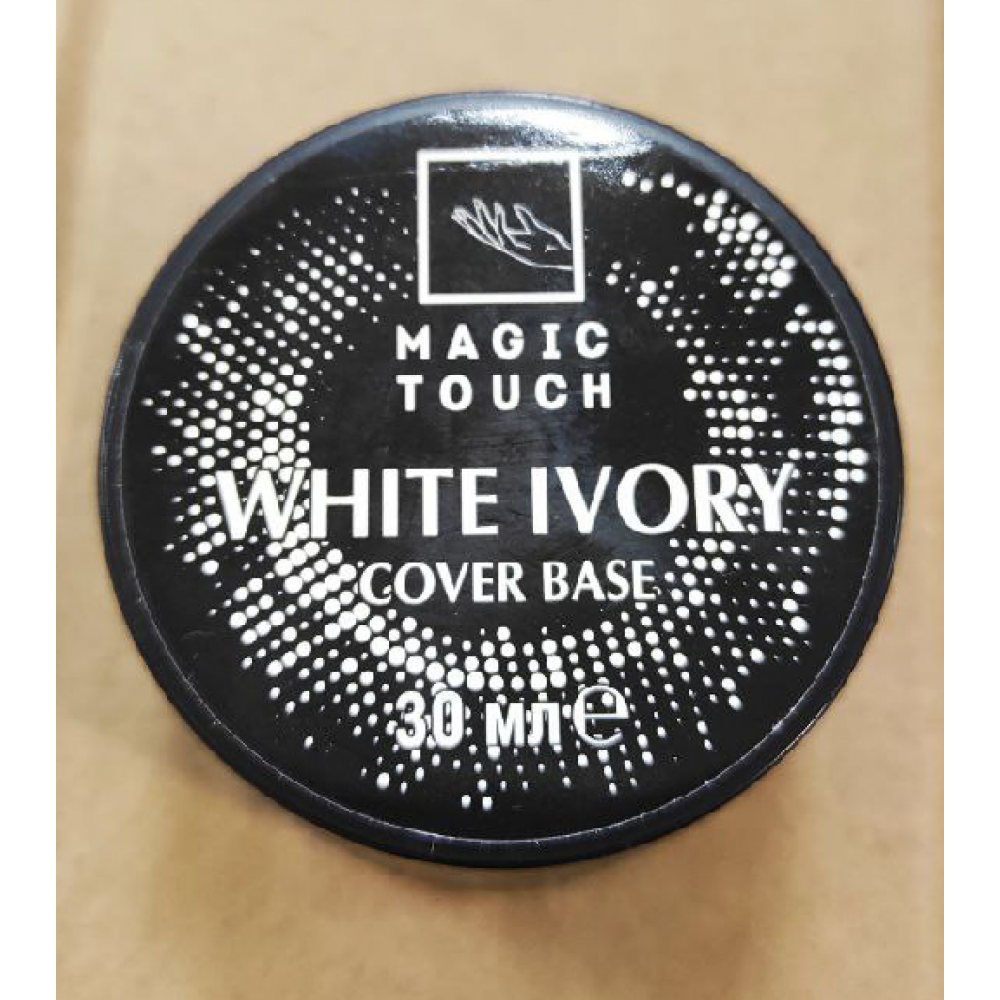 MAGIC
TOUCH
WHITE IVORY
COVER BASE
30 мл ℮